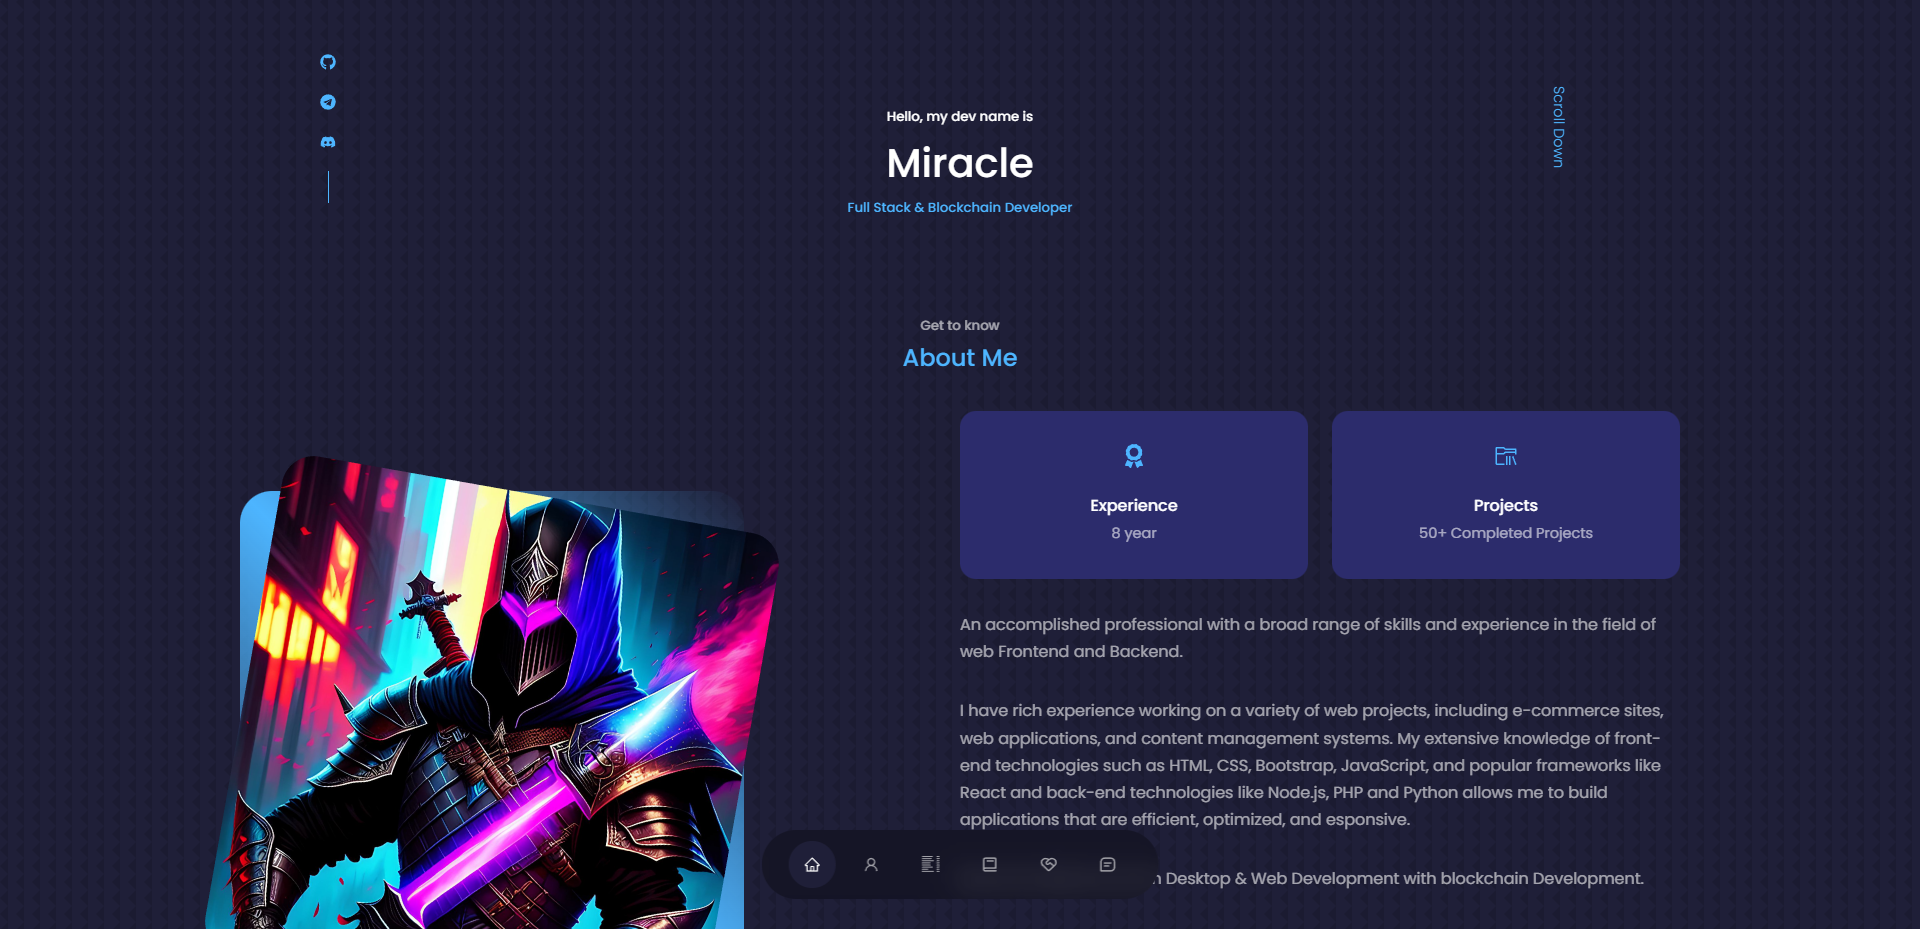 Hello, my dev name is
Miracle
Full Stack & Blockchain Developer
Scroll Down
Get to know
About Me
Experience
8 year
Projects
50+ Completed Projects
An accomplished professional with a broad range of skills and experience in the field of
web Frontend and Backend.
I have rich experience working on a variety of web projects, including e-commerce sites,
web applications, and content management systems. My extensive knowledge of front-
end technologies such as HTML, CSS, Bootstrap, JavaScript, and popular frameworks like
React and back-end technologies like Node.js, PHP and Python allows me to build
applications that are efficient, optimized, and esponsive.
Desktop & Web Development with blockchain Development.